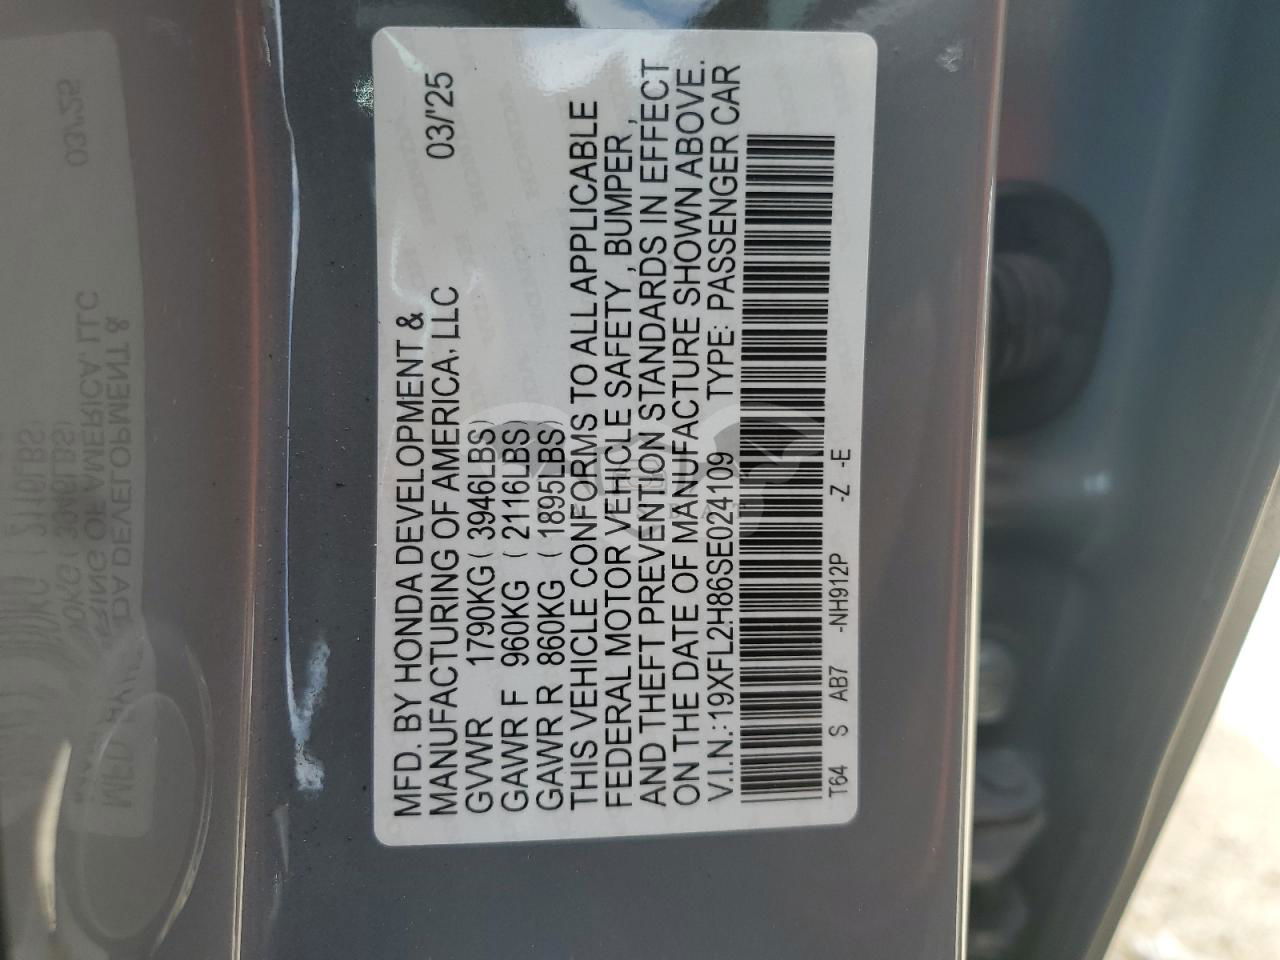 MFD. BY HONDA DEVELOPMENT &
MANUFACTURING OF AMERICA, LLC 03/'25
GVWR 1790KG ( 3946LBS)
GAWR F 960KG ( 2116LBS)
GAWR R 860KG ( 1895LBS)
THIS VEHICLE CONFORMS TO ALL APPLICABLE
FEDERAL MOTOR VEHICLE SAFETY , BUMPER ,
AND THEFT PREVENTION STANDARDS IN EFFECT
ON THE DATE OF MANUFACTURE SHOWN ABOVE.
V.I.N.:19XFL2H86SE024109 TYPE: PASSENGER CAR
T64 S AB7 -NH912P -Z -E